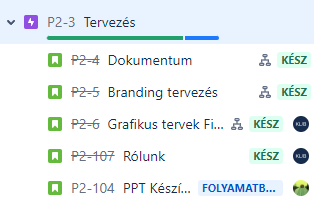 P2-3 Tervezés
P2-4 Dokumentum KÉSZ
P2-5 Branding tervezés KÉSZ
P2-6 Grafikus tervek Fi... KÉSZ
P2-107 Rólunk KÉSZ
P2-104 PPT Készí... FOLYAMATB...